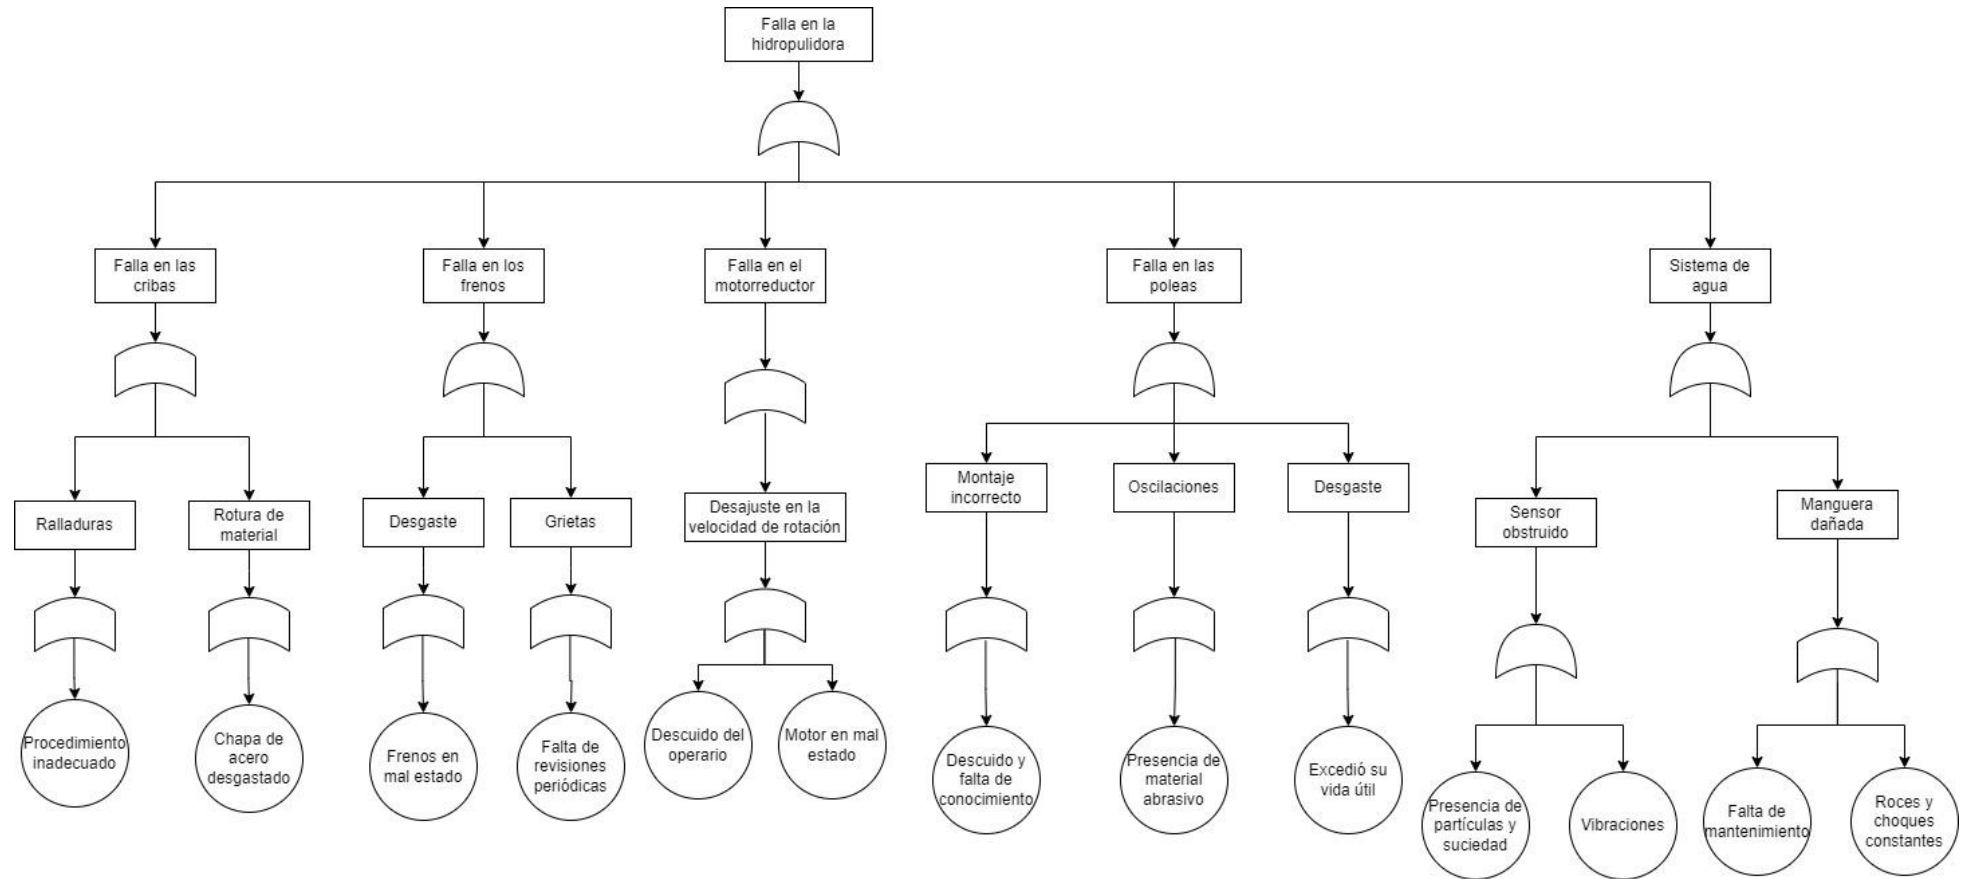 Falla en la
hidropulidora
Falla en las
cribas
Falla en los
frenos
Falla en el
motorreductor
Falla en las
poleas
Sistema de
agua
Ralladuras
Rotura de
material
Desgaste
Grietas
Desajuste en la
velocidad de rotación
Montaje
incorrecto
Oscilaciones
Desgaste
Sensor
obstruido
Manguera
dañada
Procedimiento
inadecuado
Chapa de
acero
desgastado
Frenos en
mal estado
Falta de
revisiones
periódicas
Descuido del
operario
Motor en mal
estado
Descuido y
falta de
conocimiento
Presencia de
material
abrasivo
Excedió su
vida útil
Presencia de
partículas y
suciedad
Vibraciones
Falta de
mantenimiento
Roces y
choques
constantes